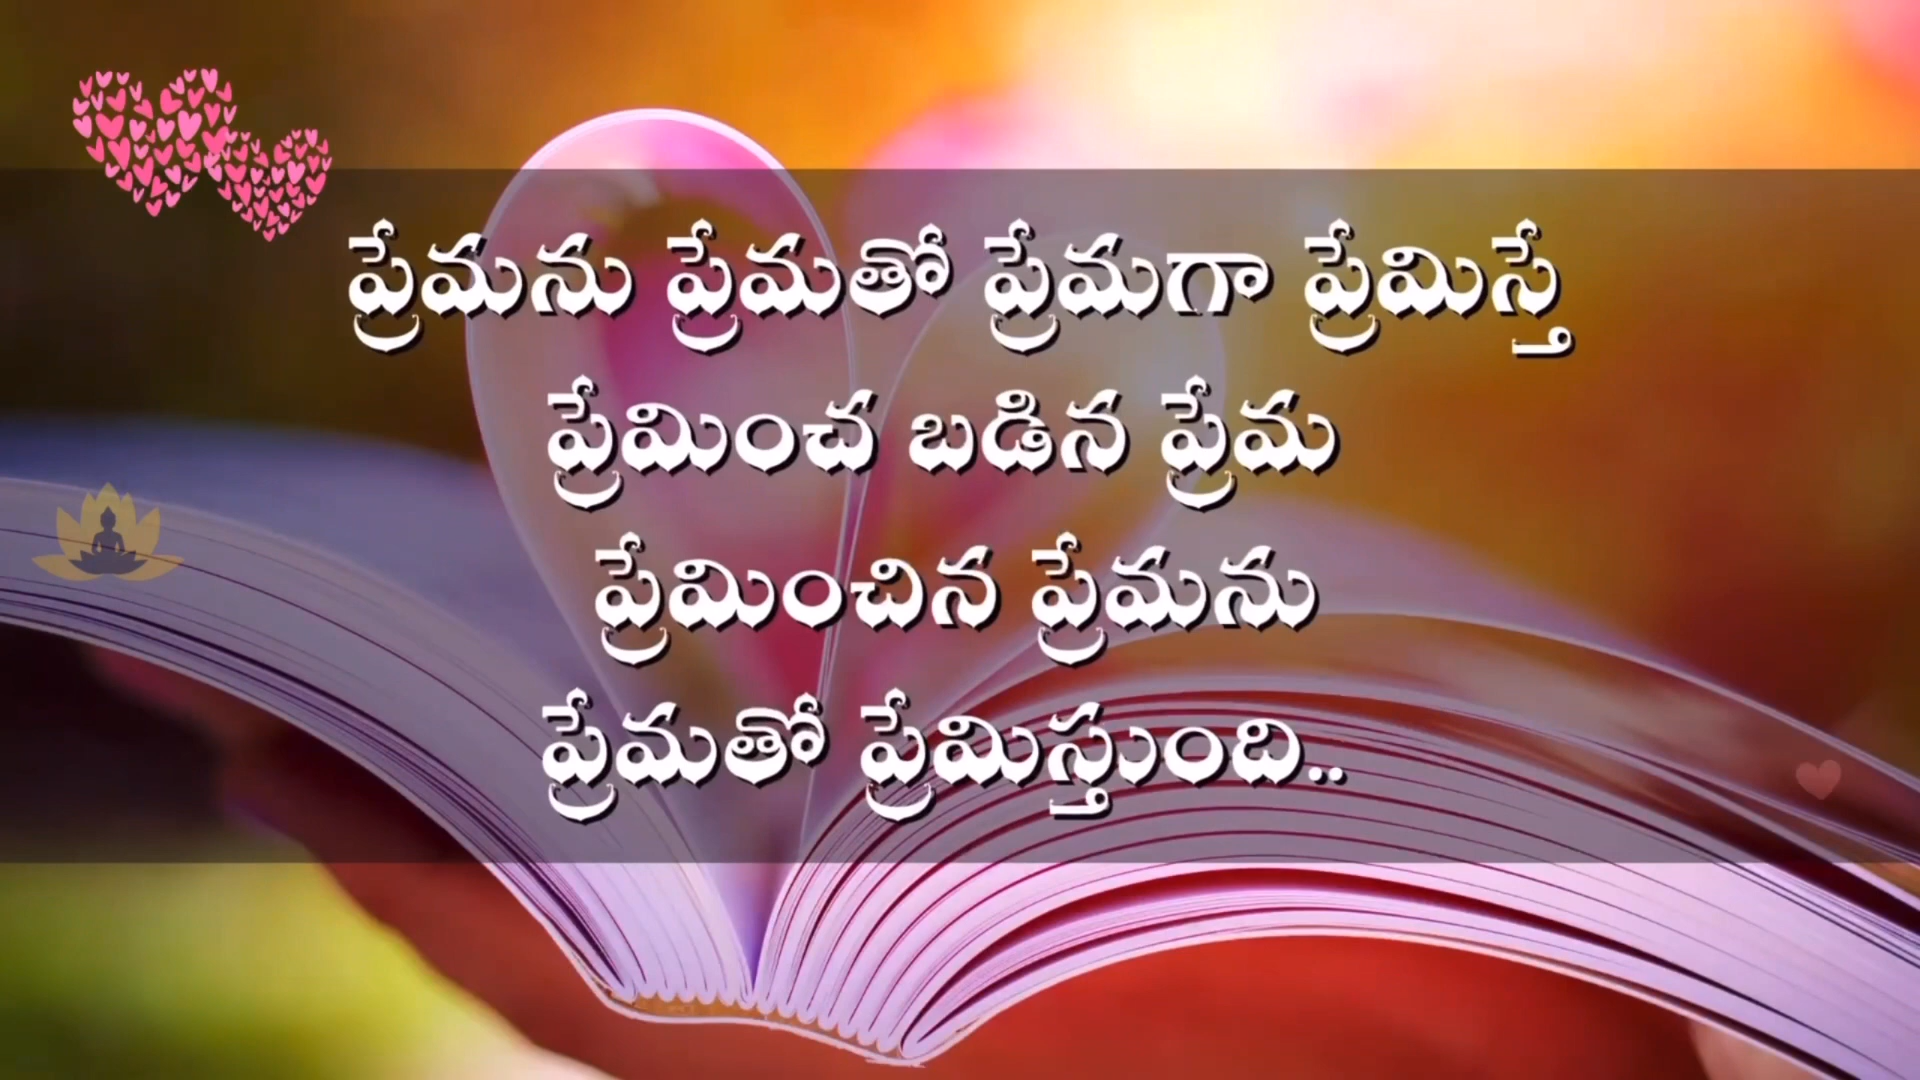 ప్రేమను ప్రేమతో ప్రేమగా ప్రేమిస్తే
ప్రేమించ బడిన ప్రేమ
ప్రేమించిన ప్రేమను
ప్రేమతో ప్రేమిస్తుంది..